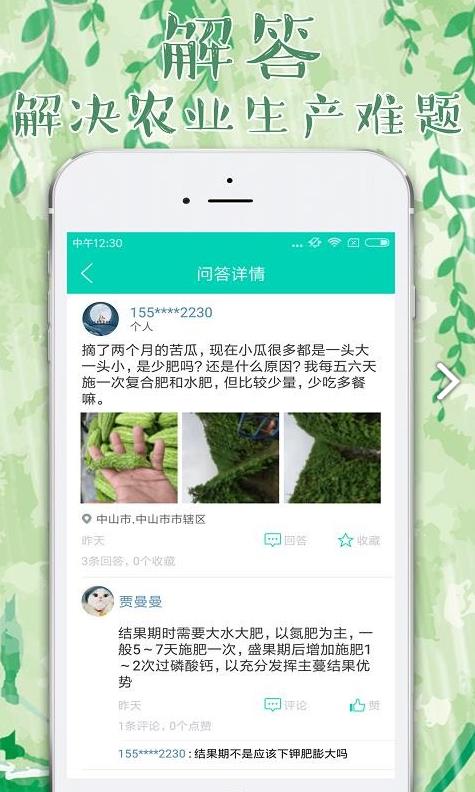 解答
解决农业生产难题
中午12:30
问答详情
155****2230
个人
摘了两个月的苦瓜,现在小瓜很多都是一头大
一头小,是少肥吗?还是什么原因?我每五六天
施一次复合肥和水肥,但比较少量,少吃多餐
嘛。
中山市.中山市市辖区
昨天 回答 收藏
3条回答、0个收藏
贾曼曼
结果期时需要大水大肥,以氮肥为主,一
般5~7天施肥一次,盛果期后增加施肥1
~2次过磷酸钙,以充分发挥主蔓结果优
势
昨天 评论 赞
1条评论、0个点赞
155****2230 : 结果期不是应该下钾肥膨大吗